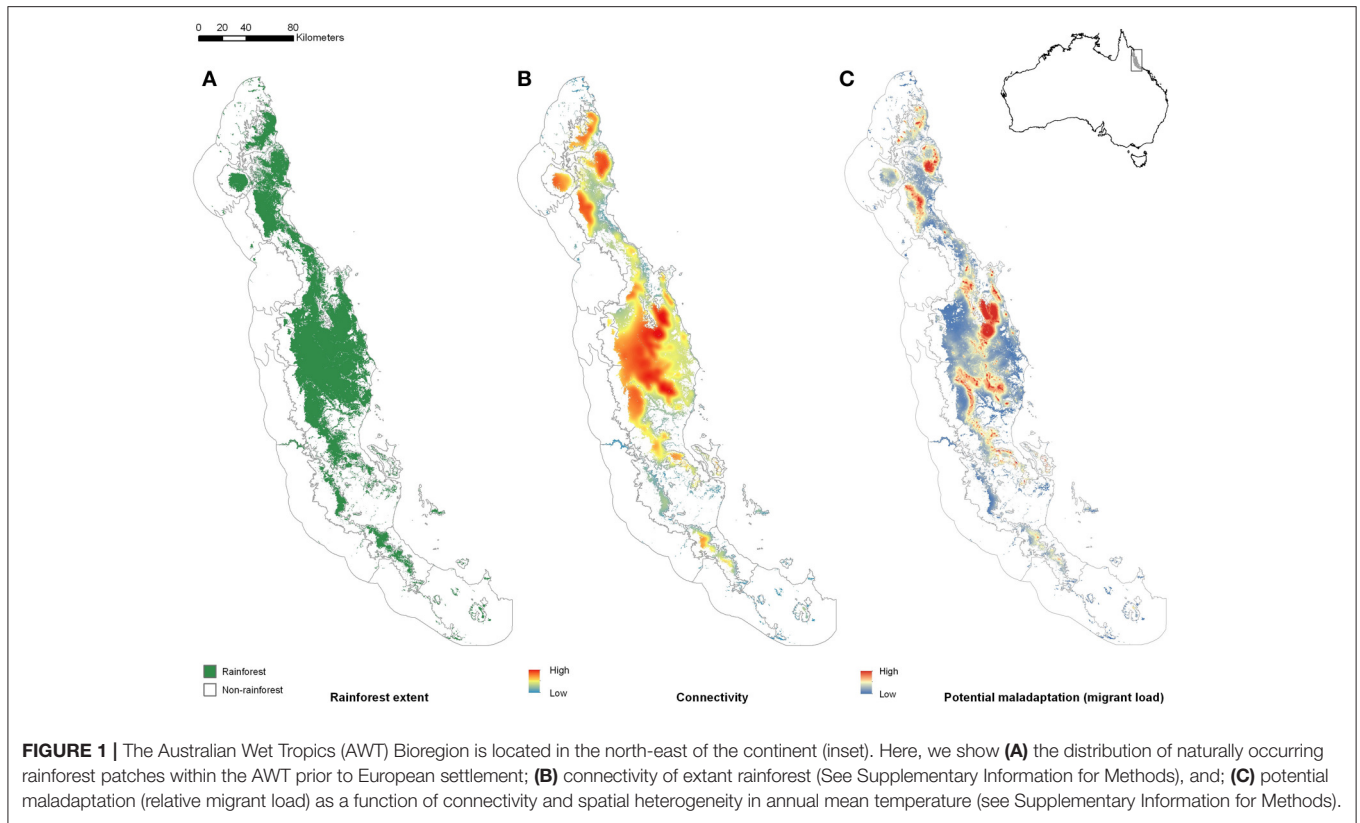 0 20 40 80
Kilometers
A
B
C
Rainforest
Non-rainforest
Rainforest extent
High
Low
Connectivity
High
Low
Potential maladaptation (migrant load)
FIGURE 1 | The Australian Wet Tropics (AWT) Bioregion is located in the north-east of the continent (inset). Here, we show (A) the distribution of naturally occurring
rainforest patches within the AWT prior to European settlement; (B) connectivity of extant rainforest (See Supplementary Information for Methods), and; (C) potential
maladaptation (relative migrant load) as a function of connectivity and spatial heterogeneity in annual mean temperature (see Supplementary Information for Methods).